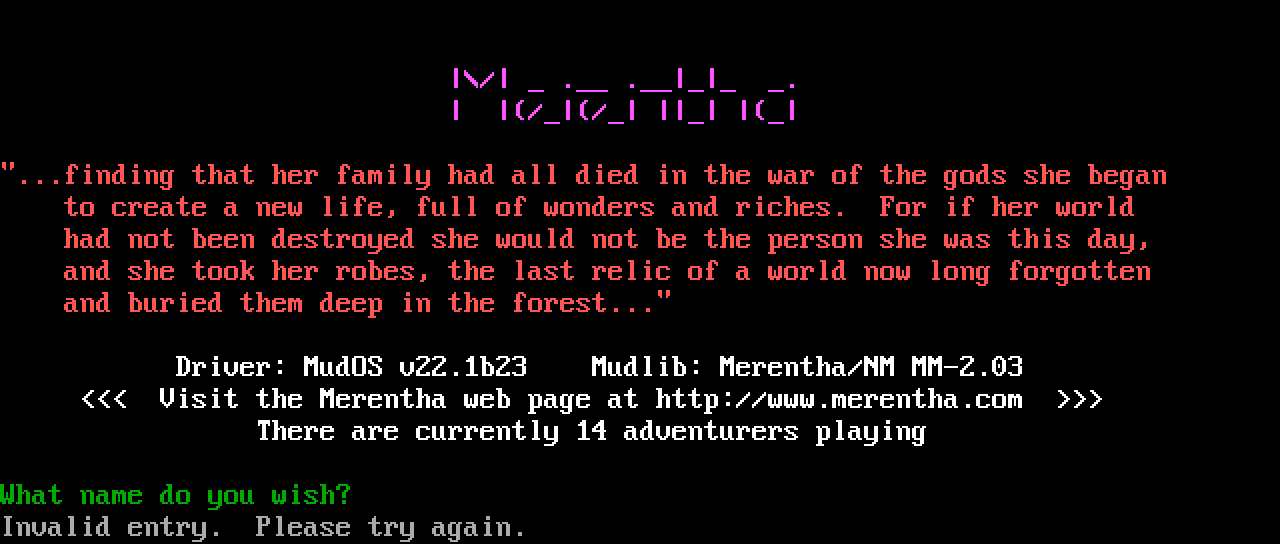 Merentha
"...finding that her family had all died in the war of the gods she began
to create a new life, full of wonders and riches.  For if her world
had not been destroyed she would not be the person she was this day,
and she took her robes, the last relic of a world now long forgotten
and buried them deep in the forest..."
Driver: MudOS v22.1b23    Mudlib: Merentha/NM MM-2.03
<<<  Visit the Merentha web page at http://www.merentha.com  >>>
There are currently 14 adventurers playing
What name do you wish?
Invalid entry.  Please try again.